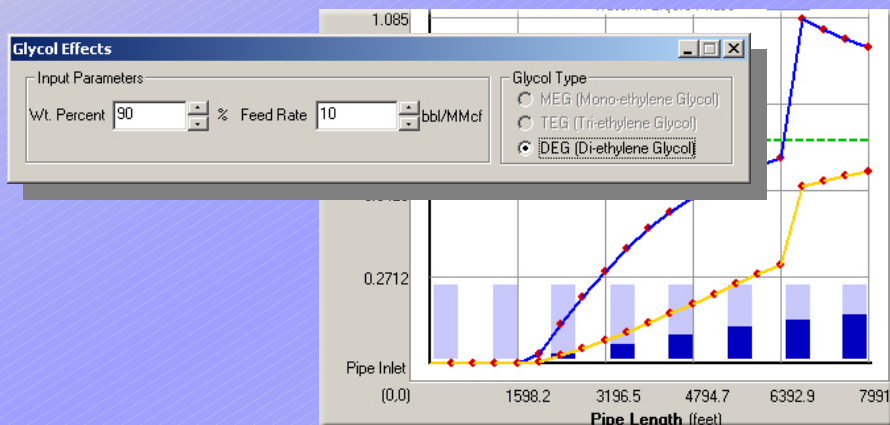 1.085
Glycol Effects
Input Parameters
Wt. Percent 90 % Feed Rate 10 bbl/MMcf
Glycol Type
MEG (Mono-ethylene Glycol)
TEG (Tri-ethylene Glycol)
DEG (Di-ethylene Glycol)
0.2712
Pipe Inlet
(0,0) 1598.2 3196.5 4794.7 6392.9 7991
Pipe Length (feet)